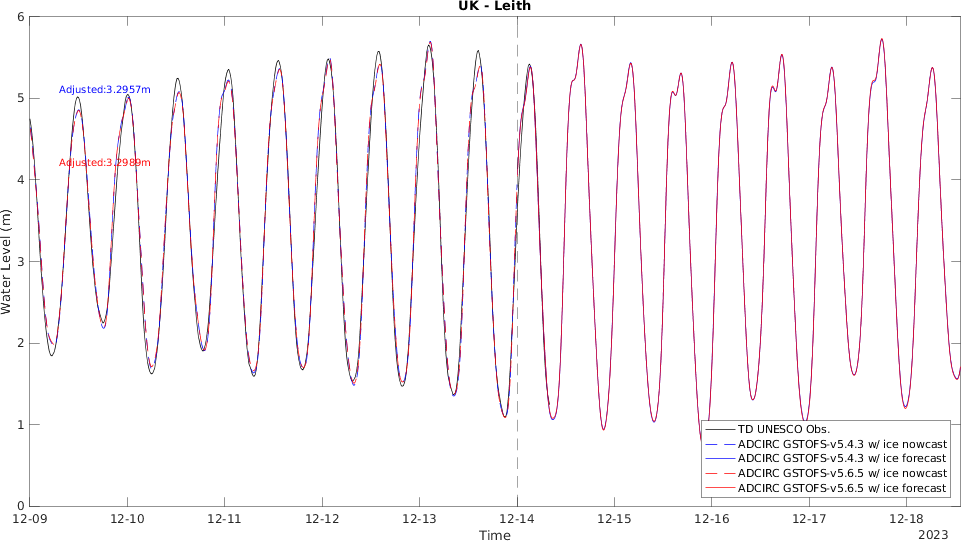 UK - Leith
6
5
4
3
2
1
0
Water Level (m)
Adjusted:3.2957m
Adjusted:3.2989m
TD UNESCO Obs.
ADCIRC GSTOFS-v5.4.3 w/ ice nowcast
ADCIRC GSTOFS-v5.4.3 w/ ice forecast
ADCIRC GSTOFS-v5.6.5 w/ ice nowcast
ADCIRC GSTOFS-v5.6.5 w/ ice forecast
12-09 12-10 12-11 12-12 12-13 12-14 12-15 12-16 12-17 12-18
Time
2023